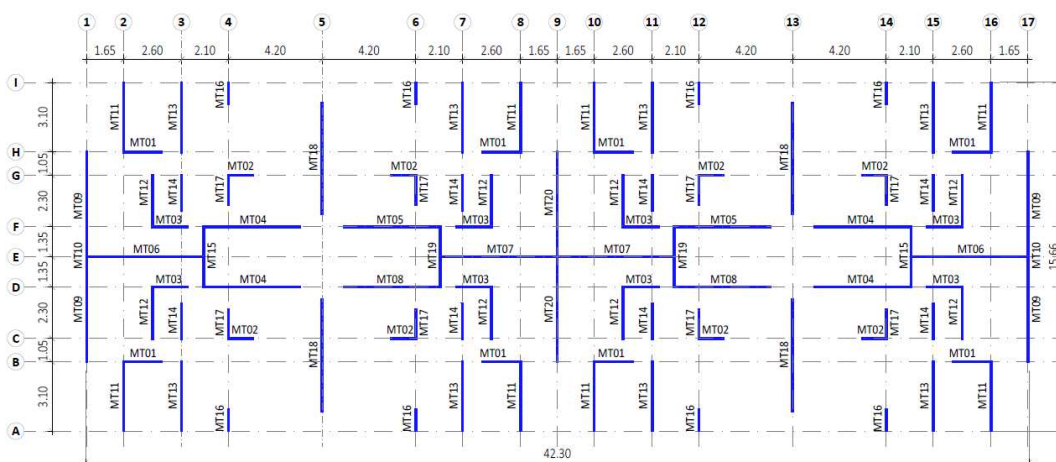 1 2 3 4 5 6 7 8 9 10 11 12 13 14 15 16 17
1.65 2.60 2.10 4.20 4.20 2.10 2.60 1.65 1.65 2.60 2.10 4.20 4.20 2.10 2.60 1.65
I MT16 MT16 MT16 MT16
3.10 MT11 MT13 MT13 MT11 MT11 MT13 MT13 MT11
MT01 MT18 MT01 MT01 MT18 MT01
H
1.05 MT02 MT02 MT02 MT02
G
2.30 MT09 MT12 MT14 MT17 MT17 MT14 MT12 MT20 MT12 MT14 MT17 MT17 MT14 MT12 MT09
MT03 MT04 MT05 MT03 MT03 MT05 MT04 MT03
F
1.35 MT10 MT06 MT15 MT19 MT07 MT07 MT19 MT15 MT06 MT10 15.66
E
1.35 MT03 MT04 MT08 MT03 MT03 MT08 MT04 MT03
D
2.30 MT09 MT12 MT14 MT17 MT17 MT14 MT12 MT20 MT12 MT14 MT17 MT17 MT14 MT12 MT09
MT02 MT02 MT02 MT02
C
1.05 MT01 MT18 MT01 MT01 MT18 MT01
B
3.10 MT11 MT13 MT13 MT11 MT11 MT13 MT13 MT11
MT16 MT16 MT16 MT16
A
42.30